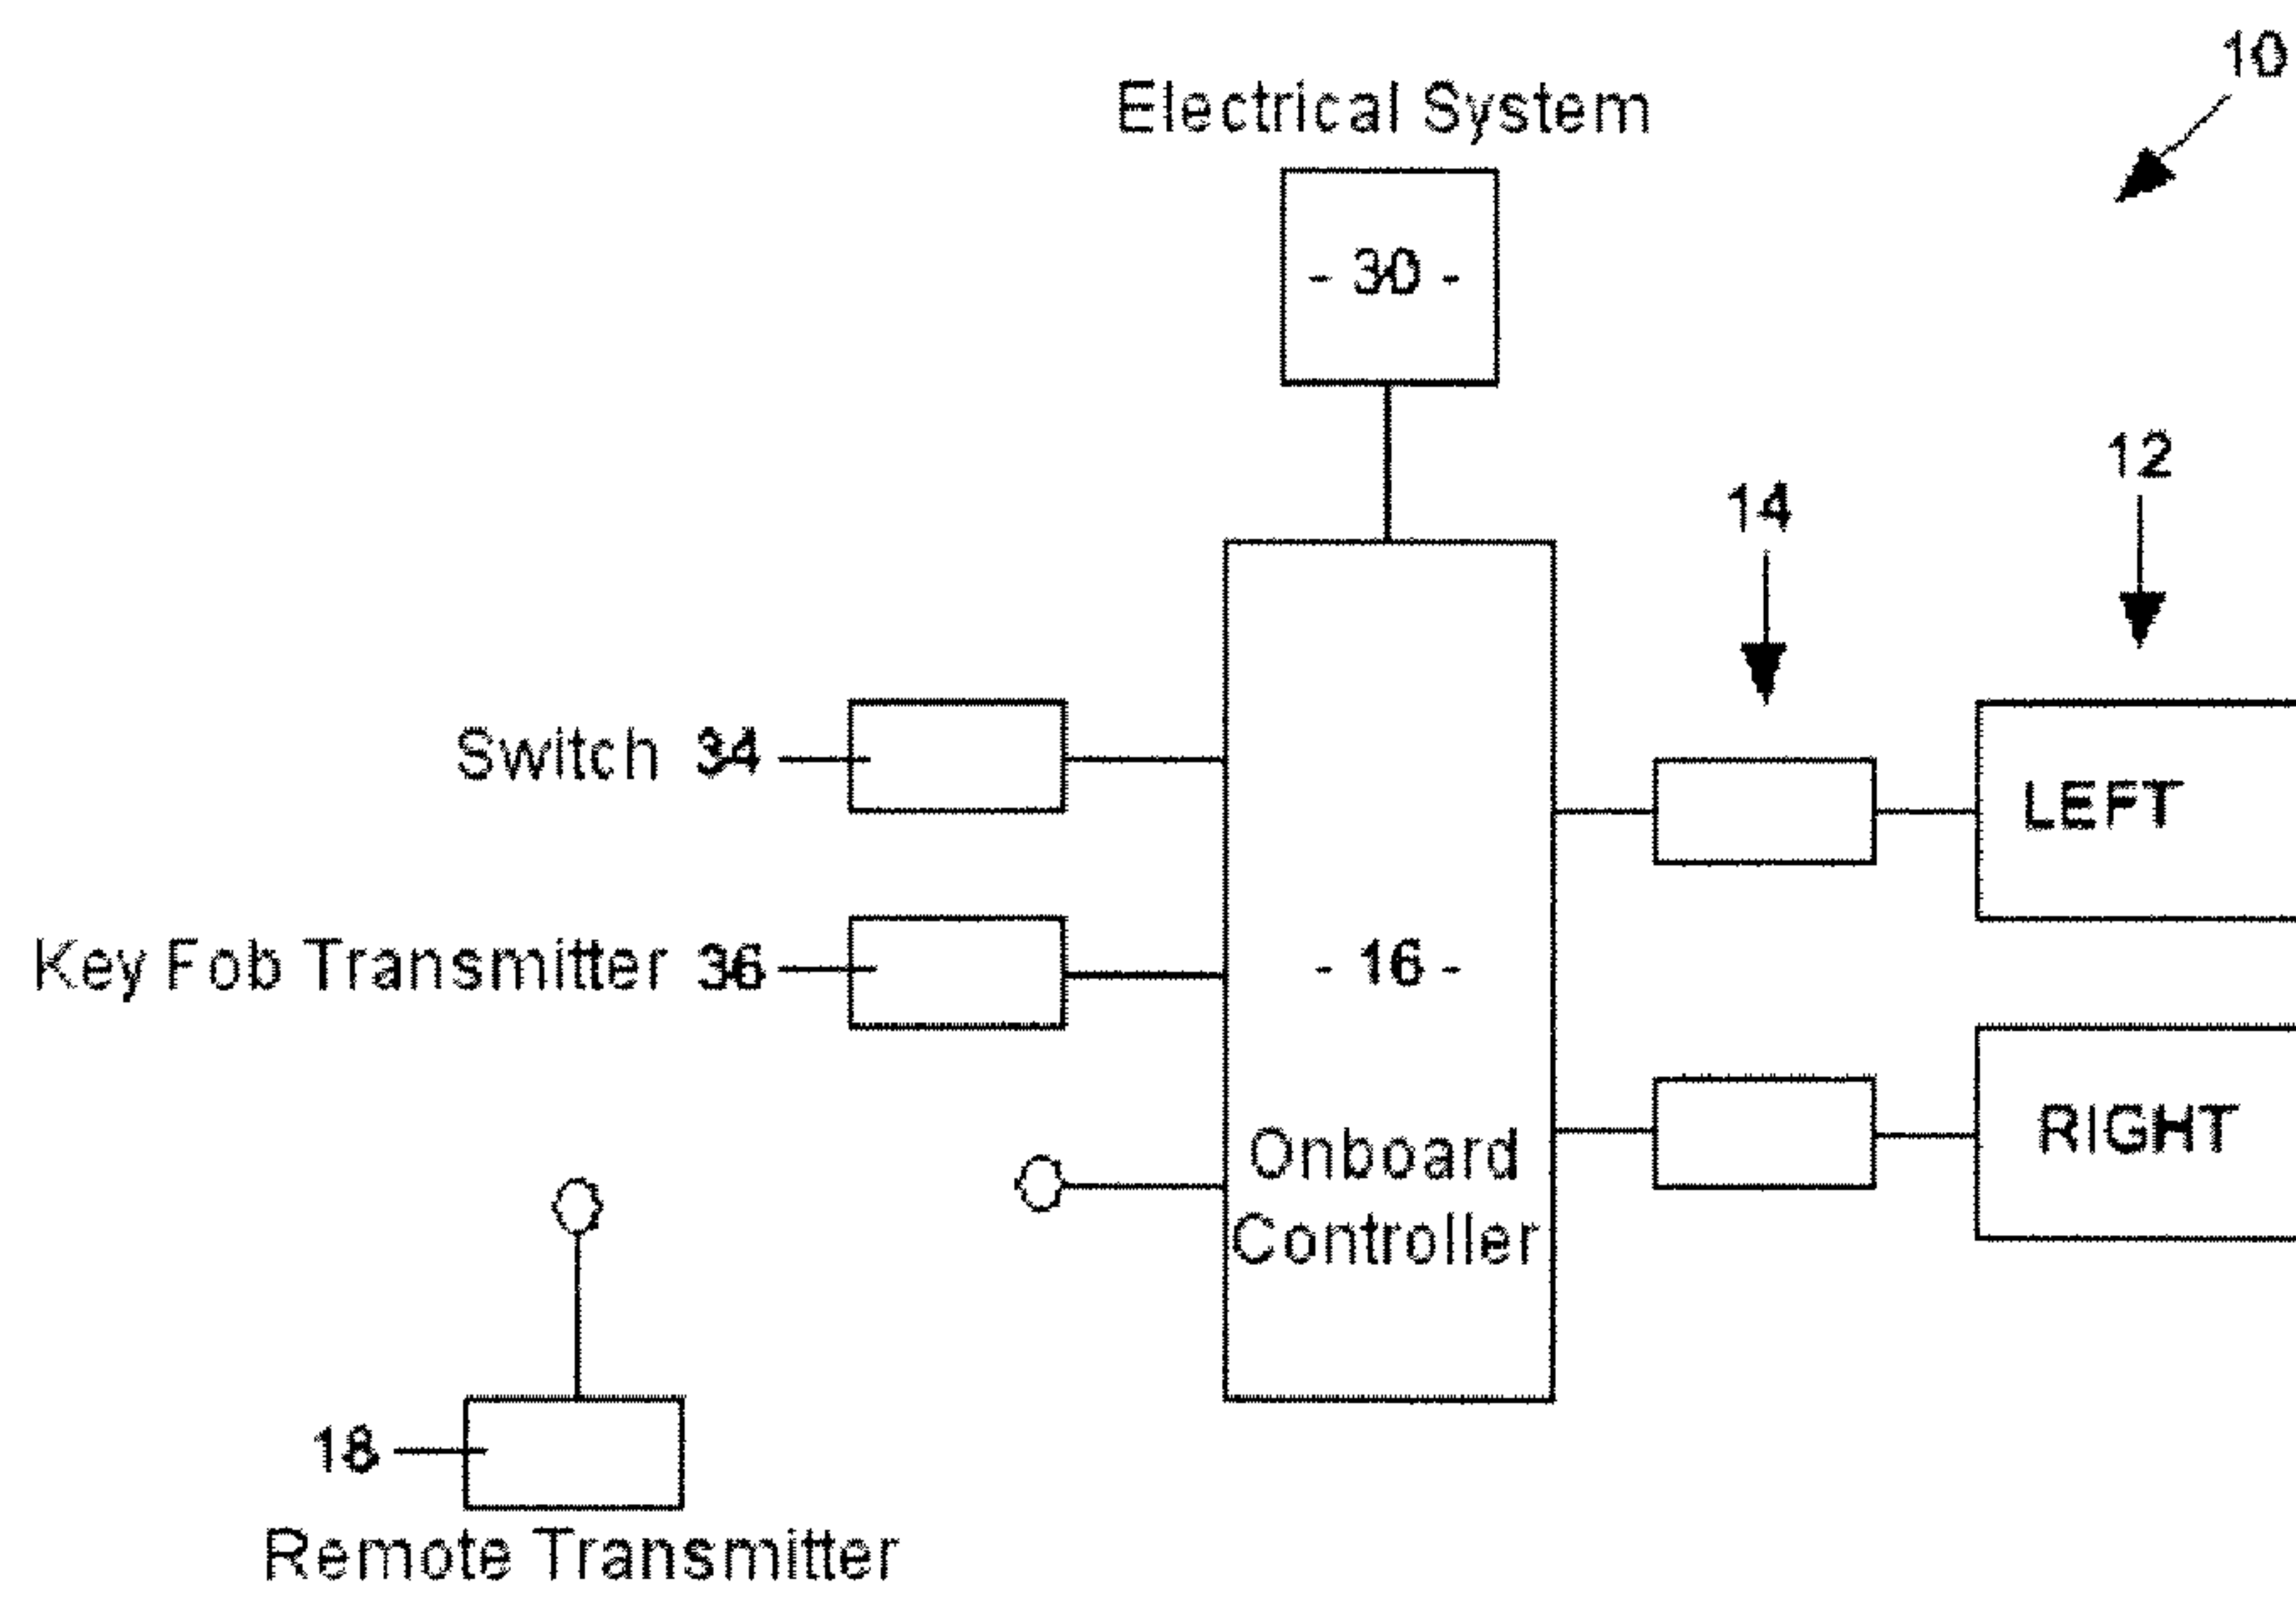 10
Electrical System
- 30 -
12
14
Switch 34
LEFT
Key Fob Transmitter 36
- 16 -
RIGHT
Onboard
Controller
18
Remote Transmitter